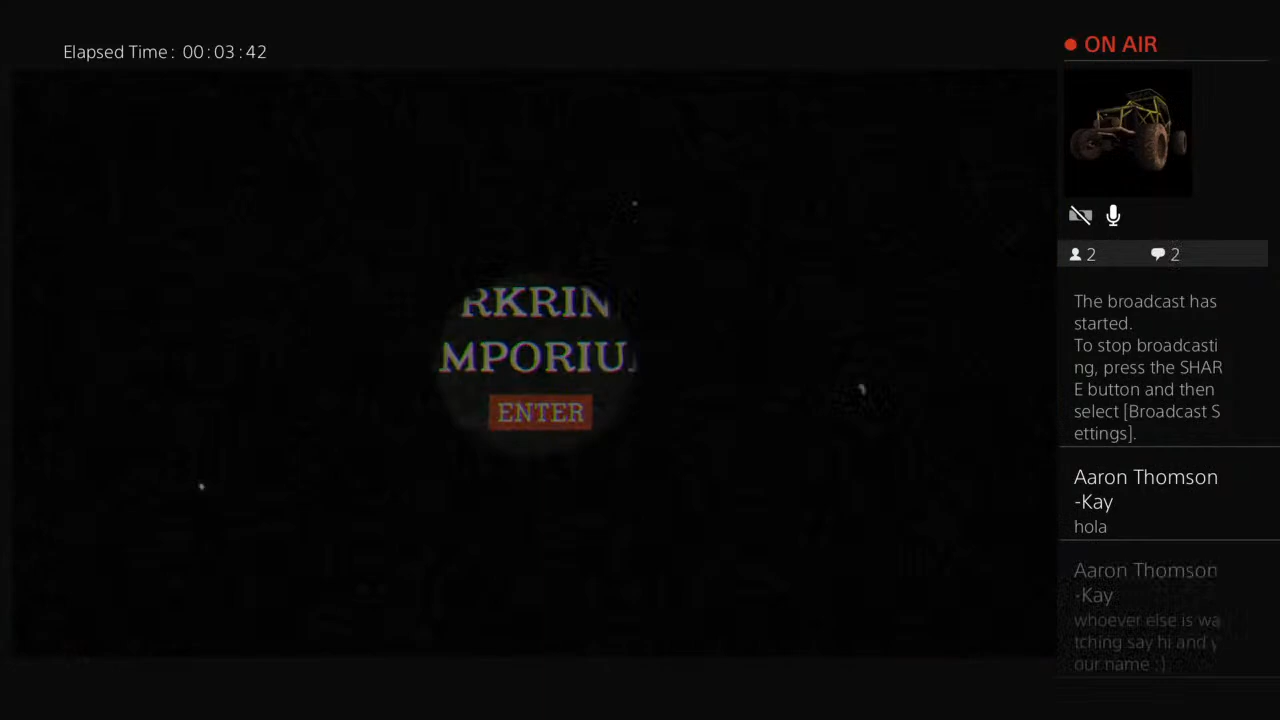 Elapsed Time: 00:03:42
ON AIR
RKRIN
MPORIU
ENTER
2 2
The broadcast has
started.
To stop broadcasti
ng, press the SHAR
E button and then
select [Broadcast S
ettings].
Aaron Thomson
-Kay
hola
Aaron Thomson
-Kay
whoever else is wa
tching say hi and y
our name :)